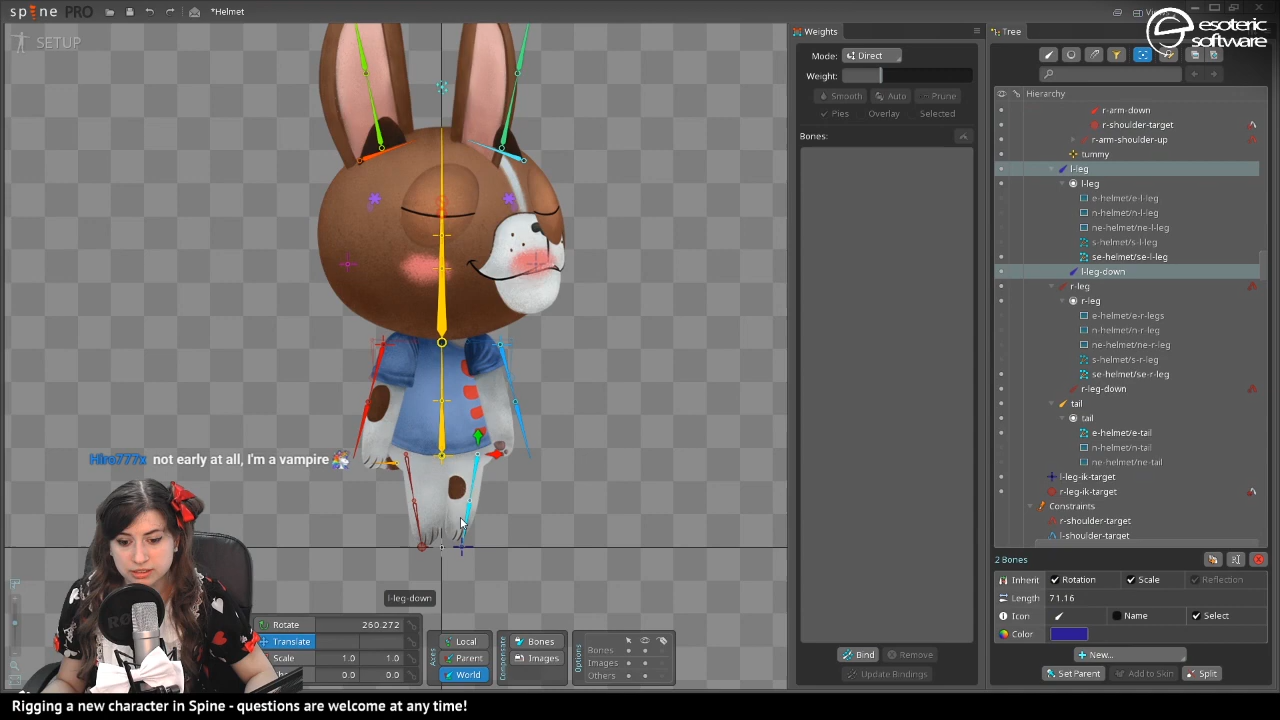 spine PRO
*Helmet
Views
esoteric
software
SETUP
Weights
Mode: Direct
Weight:
Smooth
Auto
Prune
Pies
Overlay
Selected
Bones:
Bind
Remove
Update Bindings
Tree
Hierarchy
r-arm-down
r-shoulder-target
r-arm-shoulder-up
tummy
l-leg
l-leg
e-helmet/e-l-leg
n-helmet/n-l-leg
ne-helmet/ne-l-leg
s-helmet/s-l-leg
se-helmet/se-l-leg
l-leg-down
r-leg
r-leg
e-helmet/e-r-legs
n-helmet/n-r-leg
ne-helmet/ne-r-leg
s-helmet/s-r-leg
se-helmet/se-r-leg
r-leg-down
tail
tail
e-helmet/e-tail
n-helmet/n-tail
ne-helmet/ne-tail
l-leg-ik-target
r-leg-ik-target
Constraints
r-shoulder-target
l-shoulder-target
2 Bones
Inherit
Rotation
Scale
Reflection
Length 71.16
Icon
Name
Select
Color
New...
Set Parent
Add to Skin
Split
Hiro777x not early at all, I'm a vampire
l-leg-down
Rotate 260.272
Translate
Scale 1.0 1.0
0.0 0.0
Axes
Local
Parent
World
Compensate
Bones
Images
Options
Bones
Images
Others
Rigging a new character in Spine - questions are welcome at any time!